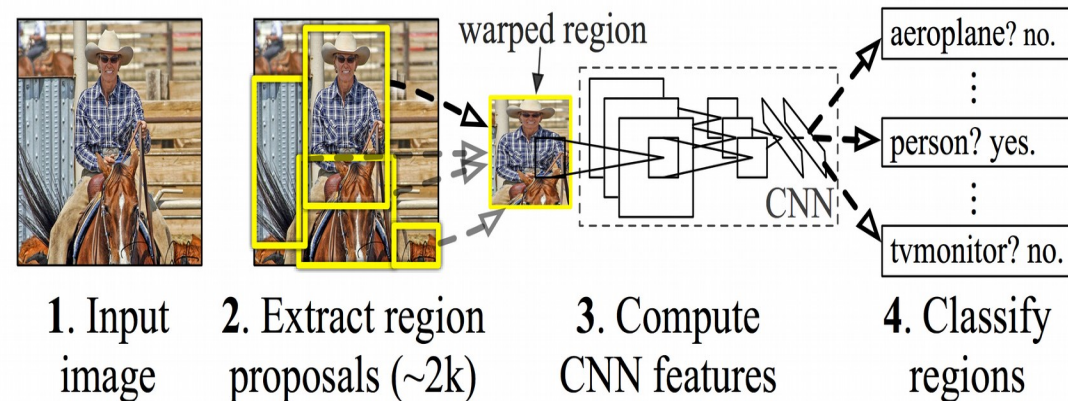 warped region
aeroplane? no.
person? yes.
CNN
tvmonitor? no.
1. Input
image
2. Extract region
proposals (~2k)
3. Compute
CNN features
4. Classify
regions